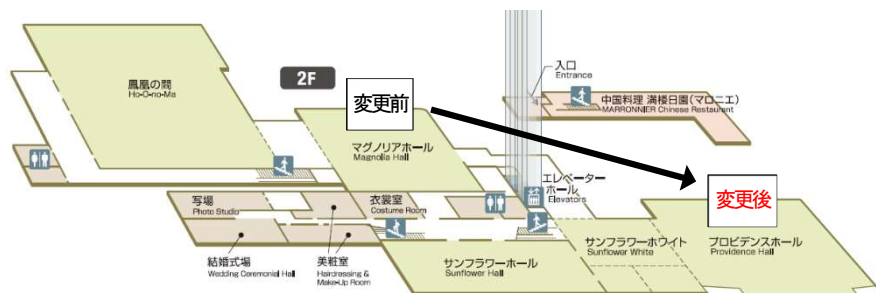 鳳凰の間
Ho-O-no-Ma
2F
変更前
マグノリアホール
Magnolia Hall
入口
Entrance
中国料理 満楼日園(マロニエ)
MARRONNIER Chinese Restaurant
エレベーター
ホール
Elevators
変更後
写場
Photo Studio
衣裳室
Costume Room
結婚式場
Wedding Ceremonial Hall
美粧室
Hairdressing &
Make-Up Room
サンフラワーホール
Sunflower Hall
サンフラワーホワイト
Sunflower White
プロビデンスホール
Providence Hall